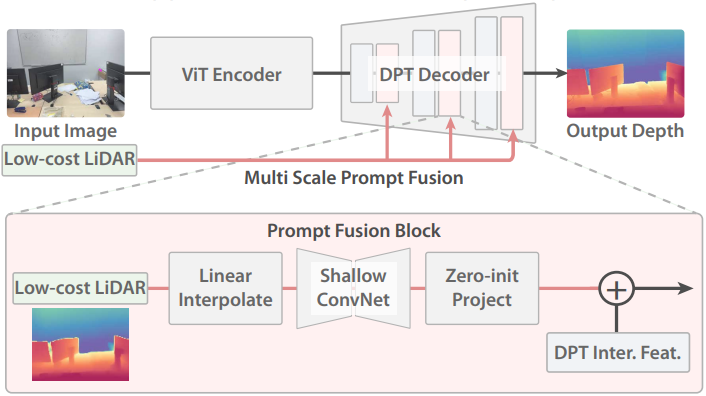 ViT Encoder
DPT Decoder
Input Image
Output Depth
Low-cost LiDAR
Multi Scale Prompt Fusion
Prompt Fusion Block
Low-cost LiDAR
Linear
Interpolate
Shallow
ConvNet
Zero-init
Project
+
DPT Inter. Feat.